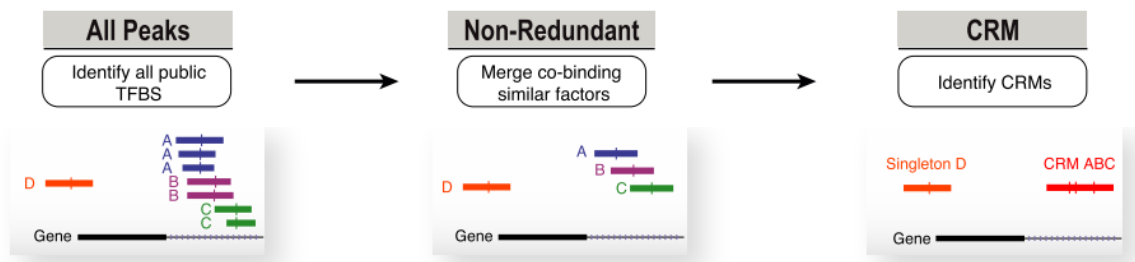 All Peaks
Identify all public
TFBS
A
A
A
D
B
B
C
C
Gene
Non-Redundant
Merge co-binding
similar factors
A
B
D
C
Gene
CRM
Identify CRMs
Singleton D
CRM ABC
Gene